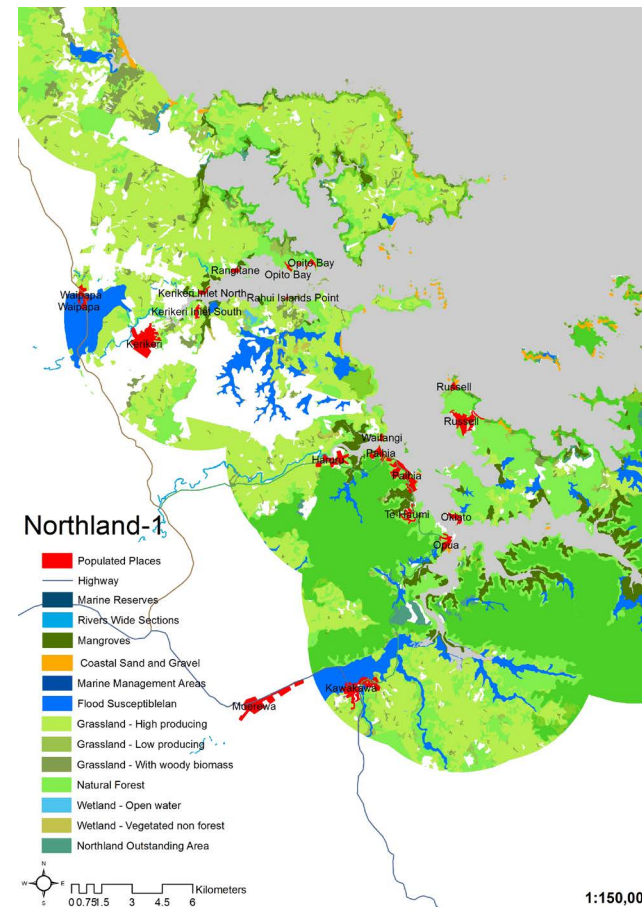 Opito Bay
Rangitane
Opito Bay
Waipapa
Kerikeri Inlet North
Rahui Islands Point
Waipapa
Kerikeri Inlet South
Kerikeri
Russell
Russell
Waitangi
Haruru
Paihia
Paihia
Te Haumi
Okiato
Opua
Northland-1
Populated Places
Highway
Marine Reserves
Rivers Wide Sections
Mangroves
Coastal Sand and Gravel
Marine Management Areas
Flood Susceptiblelan
Kawakawa
Moerewa
Grassland - High producing
Grassland - Low producing
Grassland - With woody biomass
Natural Forest
Wetland - Open water
Wetland - Vegetated non forest
Northland Outstanding Area
N
W E
S
Kilometers
0 0.75 1.5 3 4.5 6
1:150,00